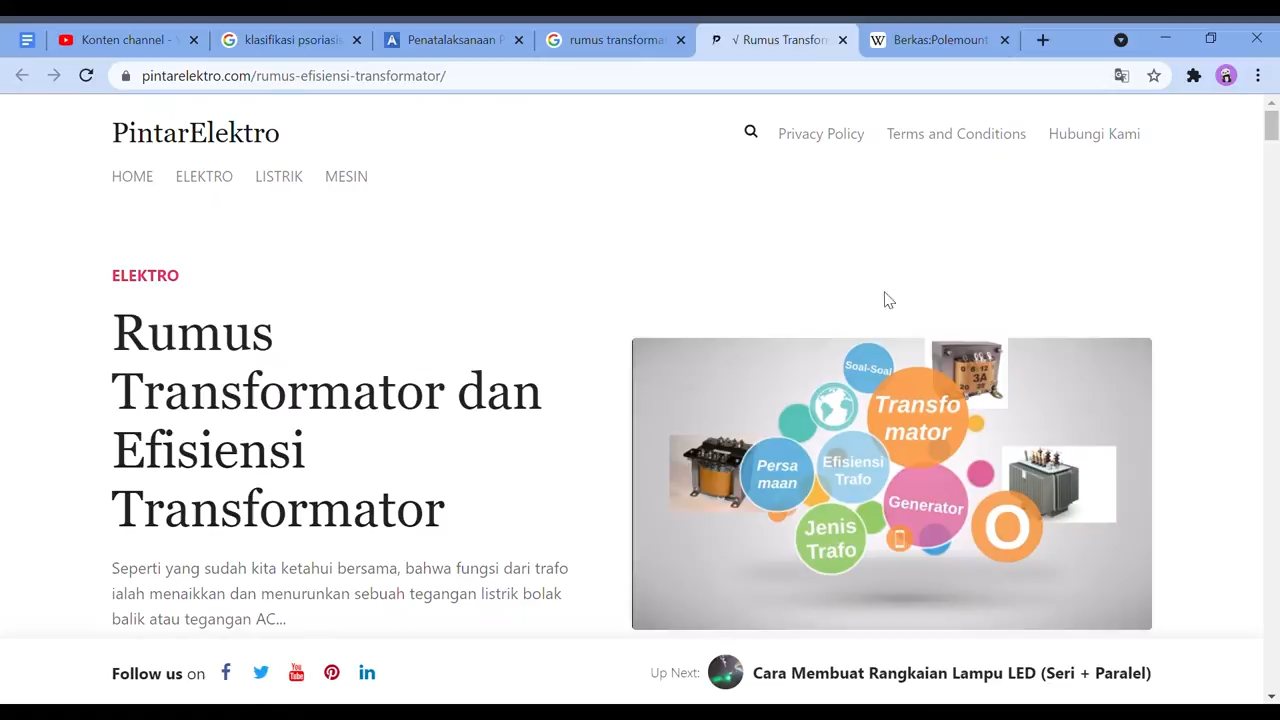 Konten channel - Y
klasifikasi psoriasis
Penatalaksanaan P
rumus transforma
√ Rumus Transfor
Berkas:Polemount
pintarelektro.com/rumus-efisiensi-transformator/
PintarElektro
Privacy Policy
Terms and Conditions
Hubungi Kami
HOME
ELEKTRO
LISTRIK
MESIN
ELEKTRO
Rumus
Transformator dan
Efisiensi
Transformator
Seperti yang sudah kita ketahui bersama, bahwa fungsi dari trafo
ialah menaikkan dan menurunkan sebuah tegangan listrik bolak
balik atau tegangan AC...
Soal-Soal
Transfo
mator
Persa
maan
Efisiensi
Trafo
Generator
Jenis
Trafo
O
0 6 12
3A
Follow us on
Up Next:
Cara Membuat Rangkaian Lampu LED (Seri + Paralel)